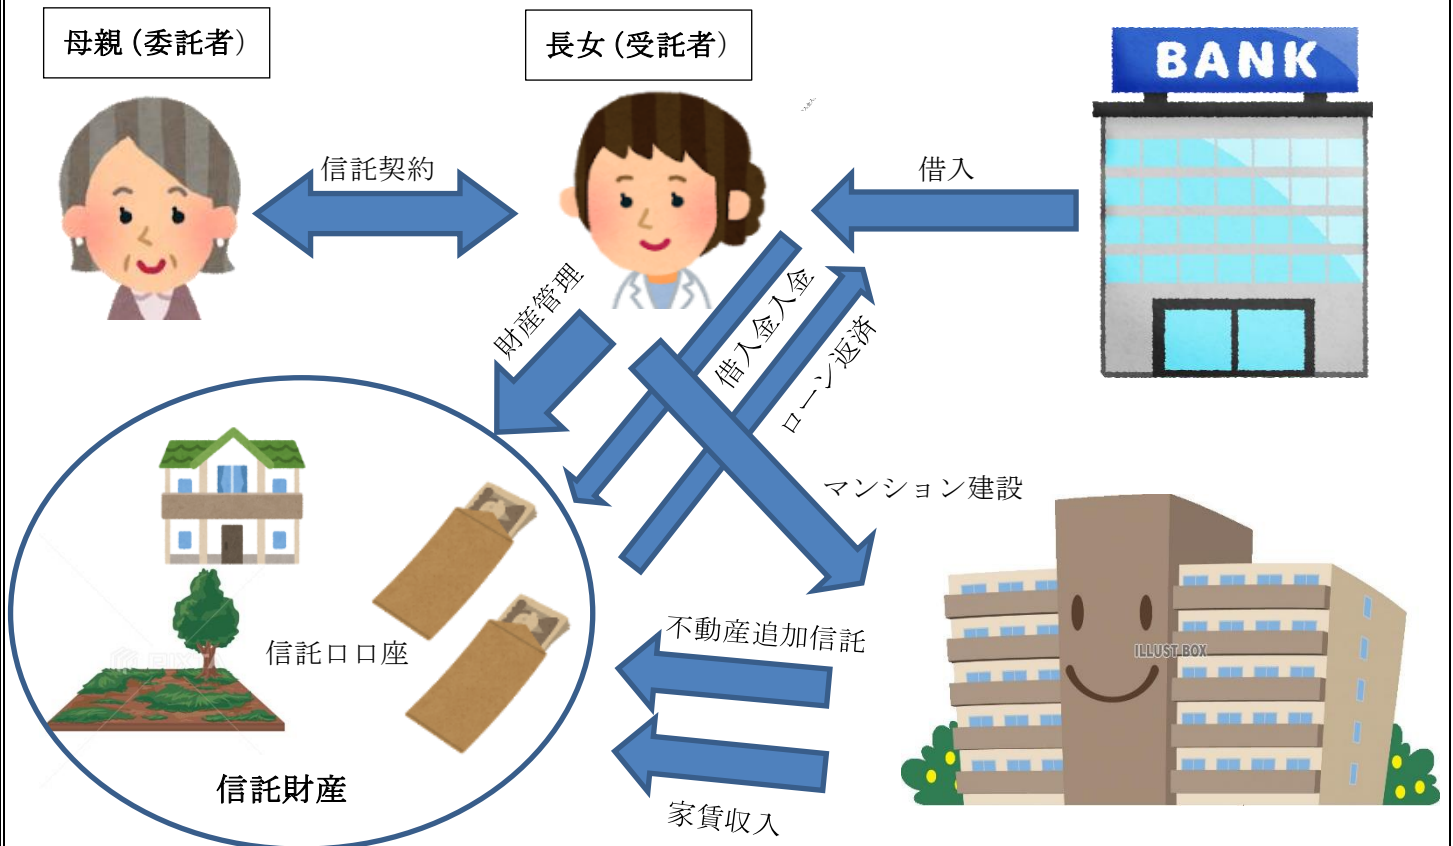 母親(委託者)
長女(受託者)
BANK
信託契約
借入
財産管理
借入金入金
ローン返済
マンション建設
不動産追加信託
ILLUST BOX
信託口口座
信託財産
家賃収入